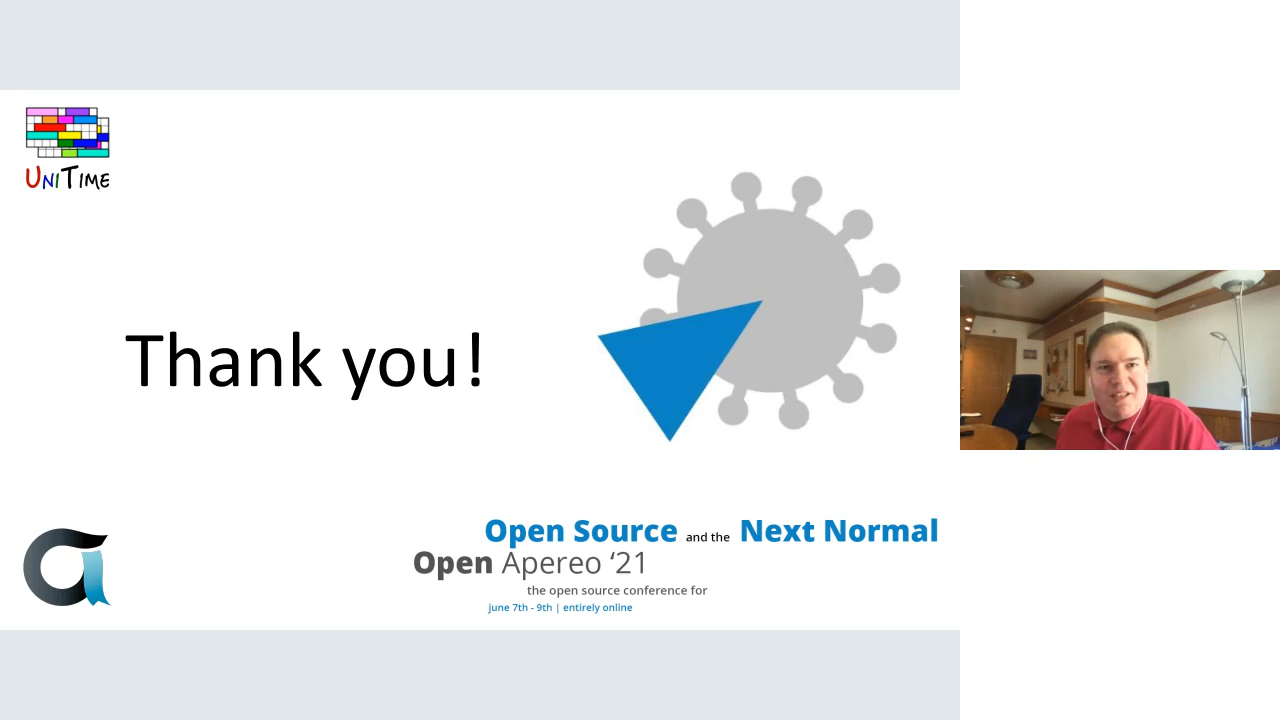 UniTime
Thank you!
Open Source and the Next Normal
Open Apereo ‘21
the open source conference for
june 7th - 9th | entirely online